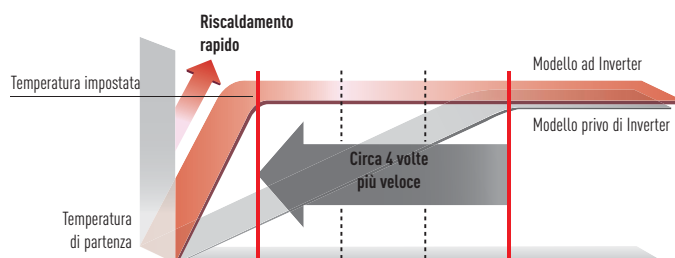 Riscaldamento
rapido
Modello ad Inverter
Temperatura impostata
Modello privo di Inverter
Circa 4 volte
più veloce
Temperatura
di partenza